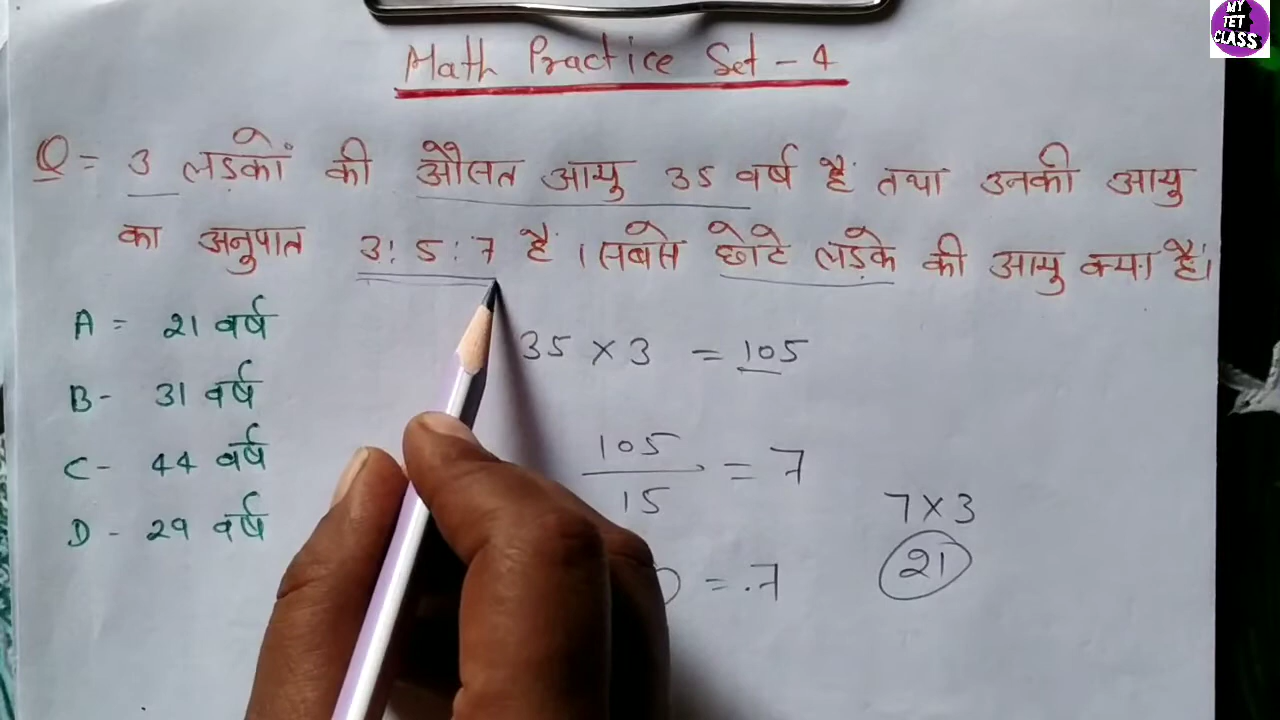 MY
TET
CLASS
Math Practice Set - 4
Q = 3 लड़कों की औसत आयु 35 वर्ष हैं तथा उनकी आयु
का अनुपात 3 : 5 : 7 हैं । सबसे छोटे लड़के की आयु क्या हैं।
A = 21 वर्ष
B - 31 वर्ष
C - 44 वर्ष
D - 29 वर्ष
35 × 3 = 105
105
15
= 7
7 × 3
21
= .7